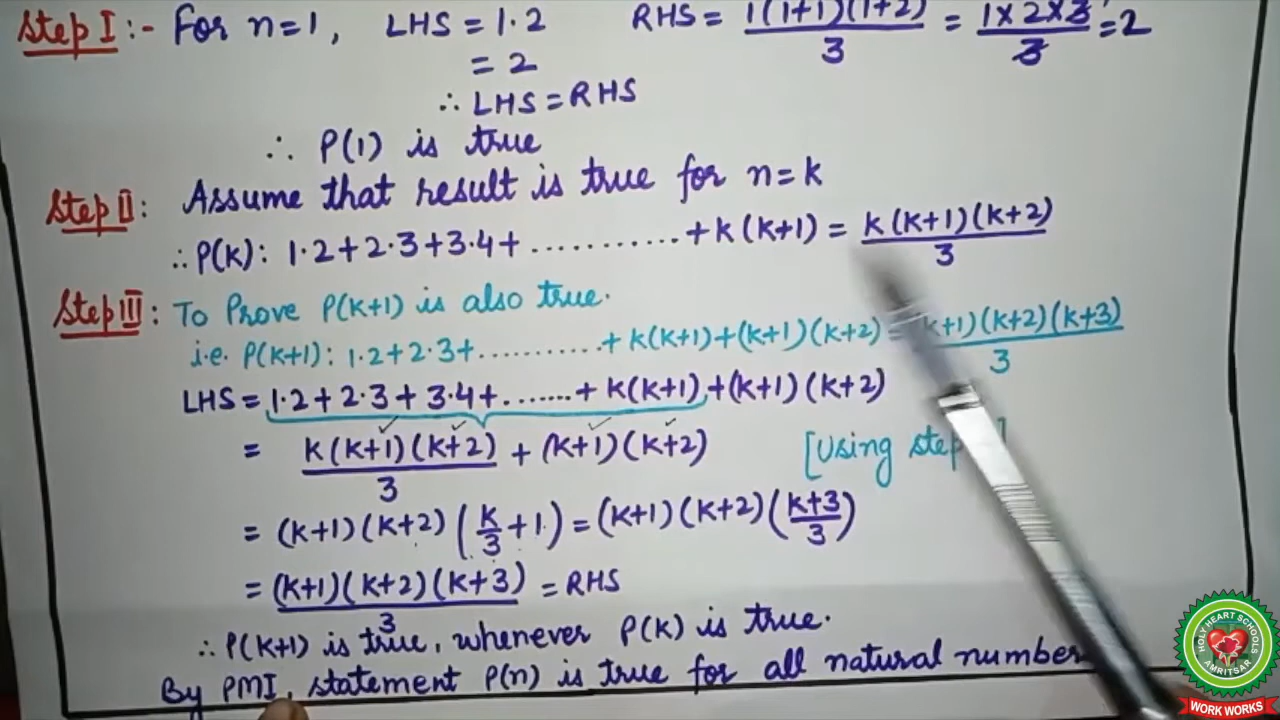 Step I :- For n=1, LHS = 1·2 RHS = 1(1+1)(1+2)/3 = 1×2×3/3 = 2
= 2
∴ LHS = RHS
∴ P(1) is true
Step II : Assume that result is true for n=k
∴ P(k) : 1·2+2·3+3·4+ ........... +k(k+1) = k(k+1)(k+2)/3
Step III : To Prove P(k+1) is also true.
i.e. P(k+1) : 1·2+2·3+ ........... +k(k+1)+(k+1)(k+2) = k+1)(k+2)(k+3)/3
LHS = 1·2+2·3+3·4+ ....... +k(k+1)+(k+1)(k+2)
= k(k+1)(k+2)/3 + (k+1)(k+2) [Using step ]
= (k+1)(k+2)(k/3+1) = (k+1)(k+2)(k+3/3)
= (k+1)(k+2)(k+3)/3 = RHS
∴ P(k+1) is true, whenever P(k) is true.
By PMI, statement P(n) is true for all natural number
HOLY HEART SCHOOLS
AMRITSAR
WORK WORKS